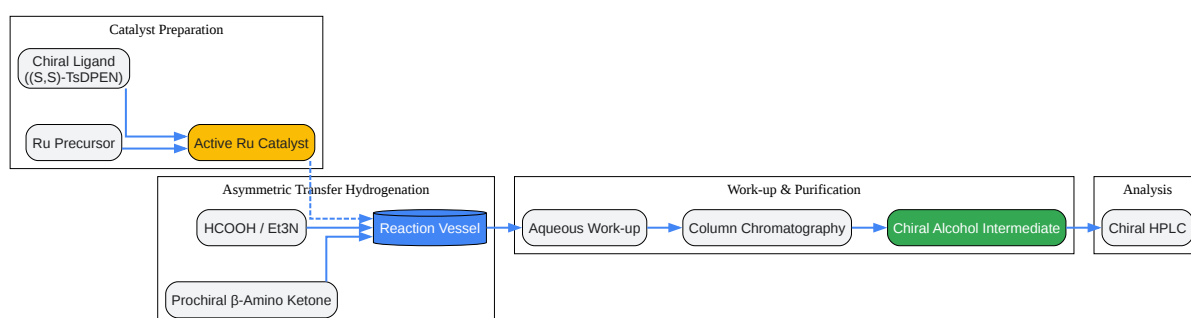 Catalyst Preparation
Chiral Ligand
((S,S)-TsDPEN)
Ru Precursor
Active Ru Catalyst
Asymmetric Transfer Hydrogenation
HCOOH / Et3N
Reaction Vessel
Prochiral β-Amino Ketone
Work-up & Purification
Aqueous Work-up
Column Chromatography
Chiral Alcohol Intermediate
Analysis
Chiral HPLC